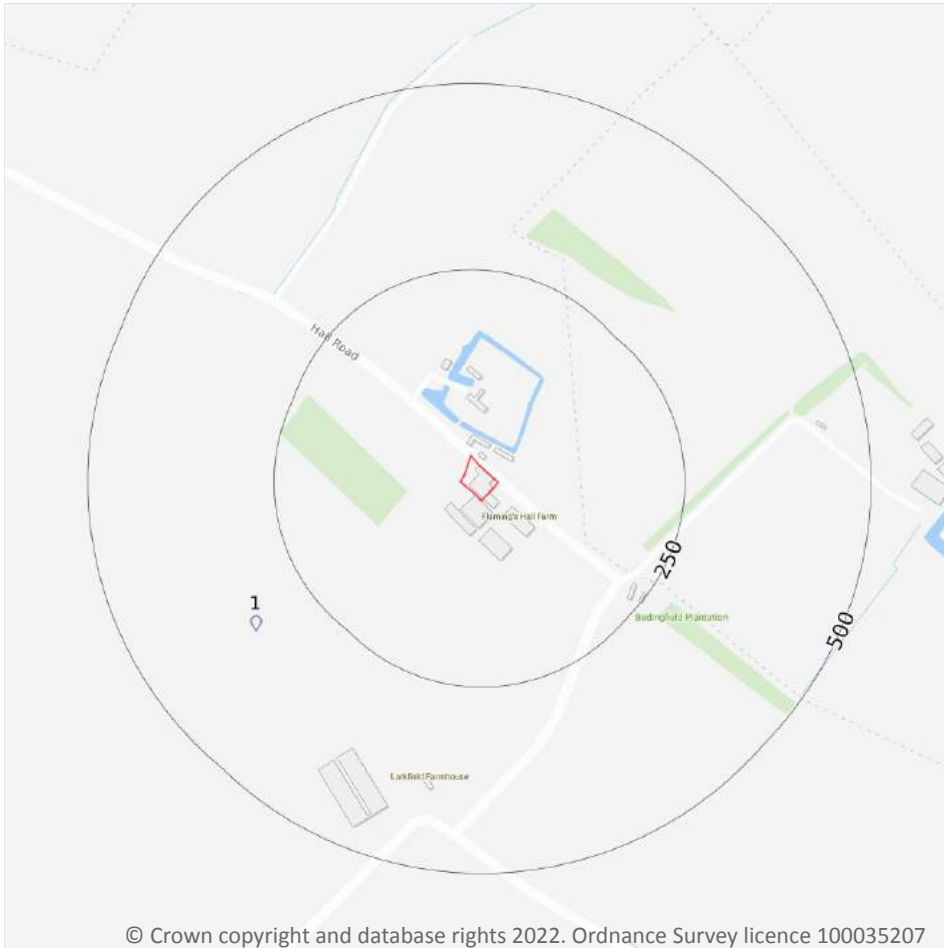 Hall Road
Fleming's Hall Farm
250
1
Bedingfield Plantation
500
Larkfield Farmhouse
© Crown copyright and database rights 2022. Ordnance Survey licence 100035207